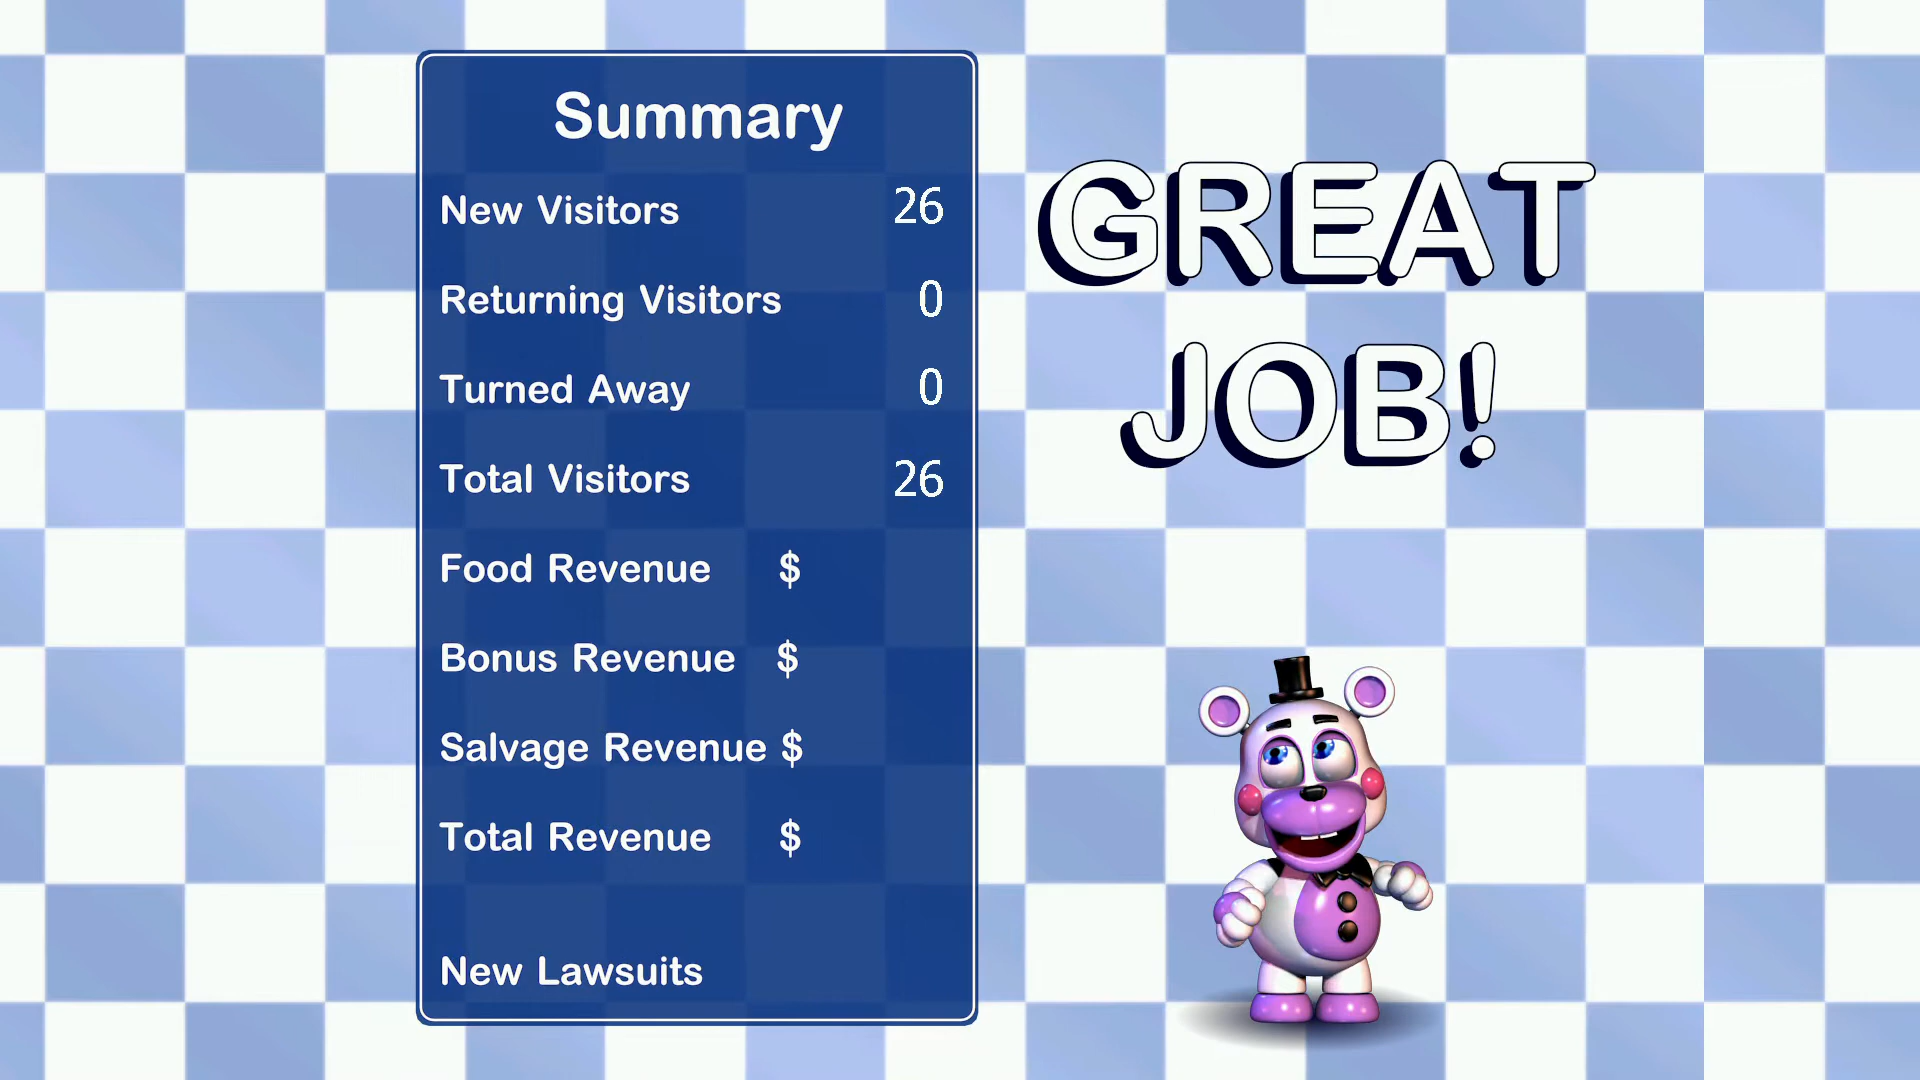 Summary
New Visitors 26
Returning Visitors 0
Turned Away 0
Total Visitors 26
Food Revenue $
Bonus Revenue $
Salvage Revenue $
Total Revenue $
New Lawsuits
GREAT
JOB!